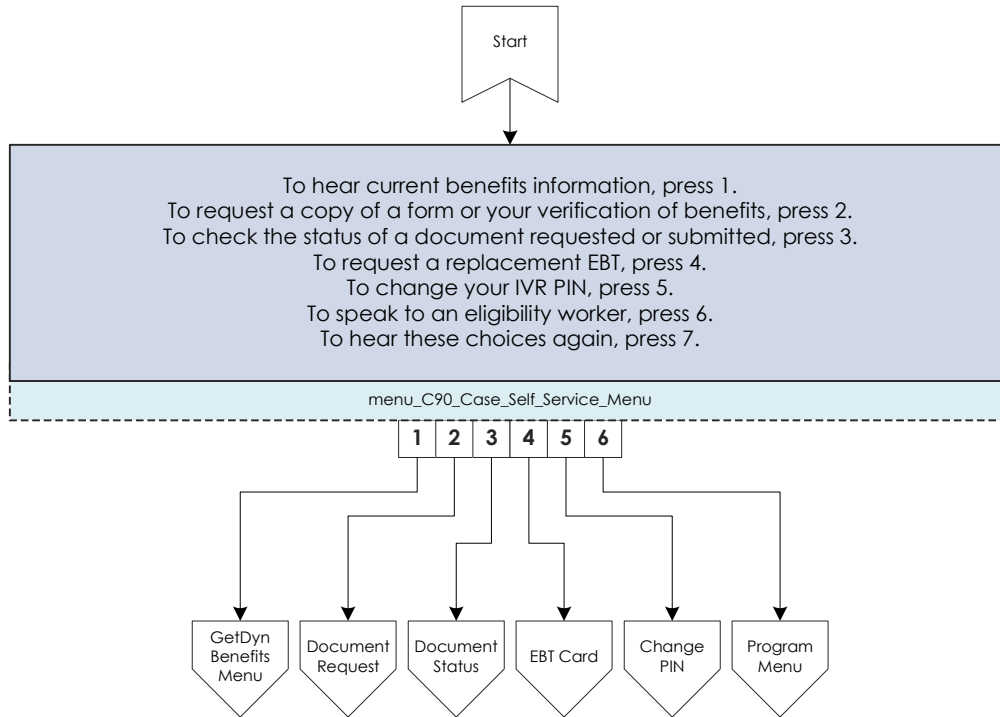 Start
To hear current benefits information, press 1.
To request a copy of a form or your verification of benefits, press 2.
To check the status of a document requested or submitted, press 3.
To request a replacement EBT, press 4.
To change your IVR PIN, press 5.
To speak to an eligibility worker, press 6.
To hear these choices again, press 7.
menu_C90_Case_Self_Service_Menu
1 2 3 4 5 6
GetDyn
Benefits
Menu
Document
Request
Document
Status
EBT Card
Change
PIN
Program
Menu